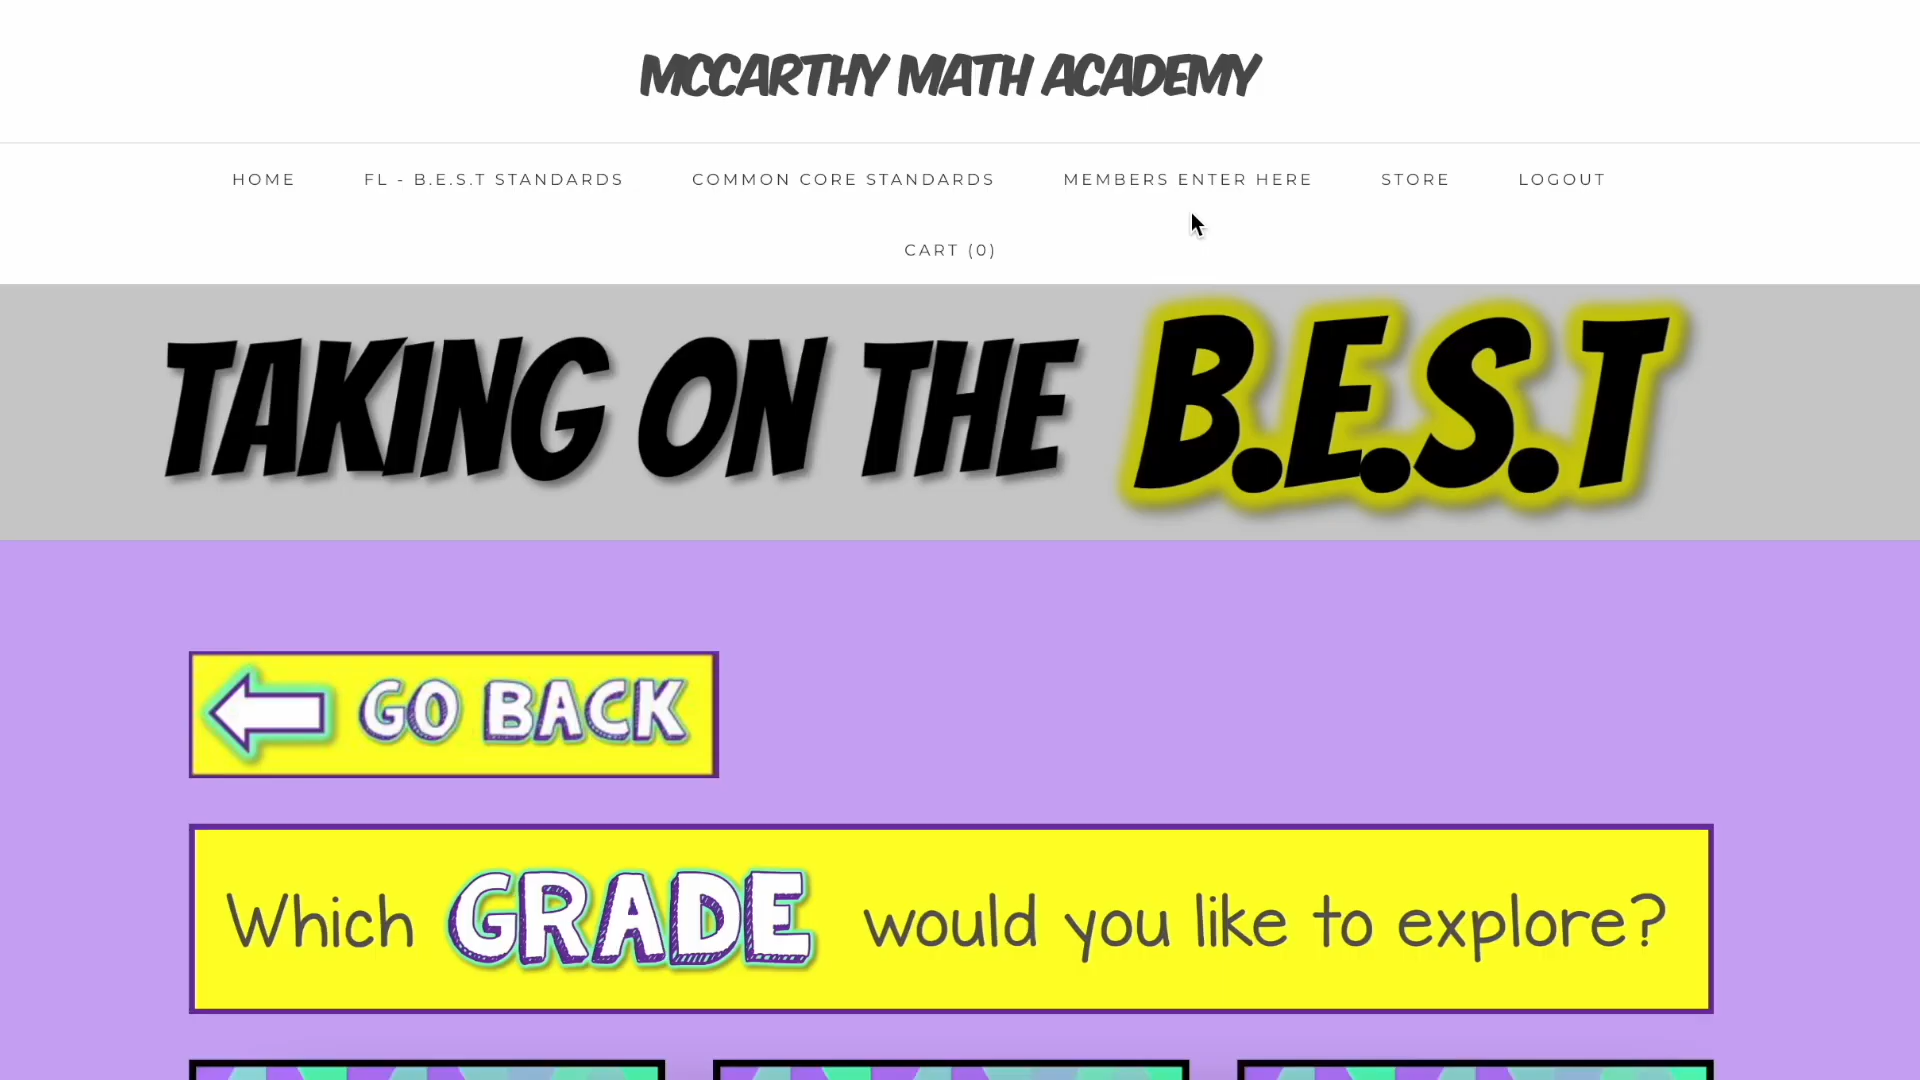 MCCARTHY MATH ACADEMY
HOME FL - B.E.S.T STANDARDS COMMON CORE STANDARDS MEMBERS ENTER HERE STORE LOGOUT
CART (0)
TAKING ON THE B.E.S.T
GO BACK
Which GRADE would you like to explore?